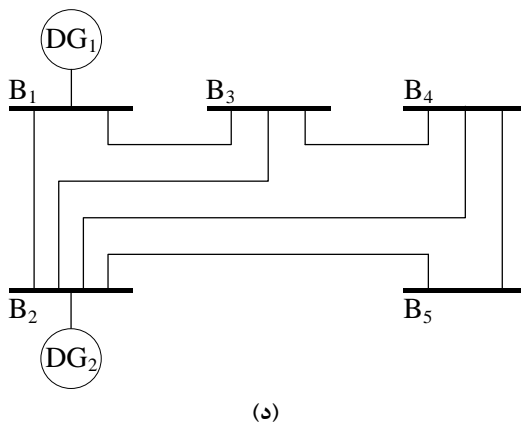 DG₁
B₁
B₃
B₄
B₂
B₅
DG₂
(د)